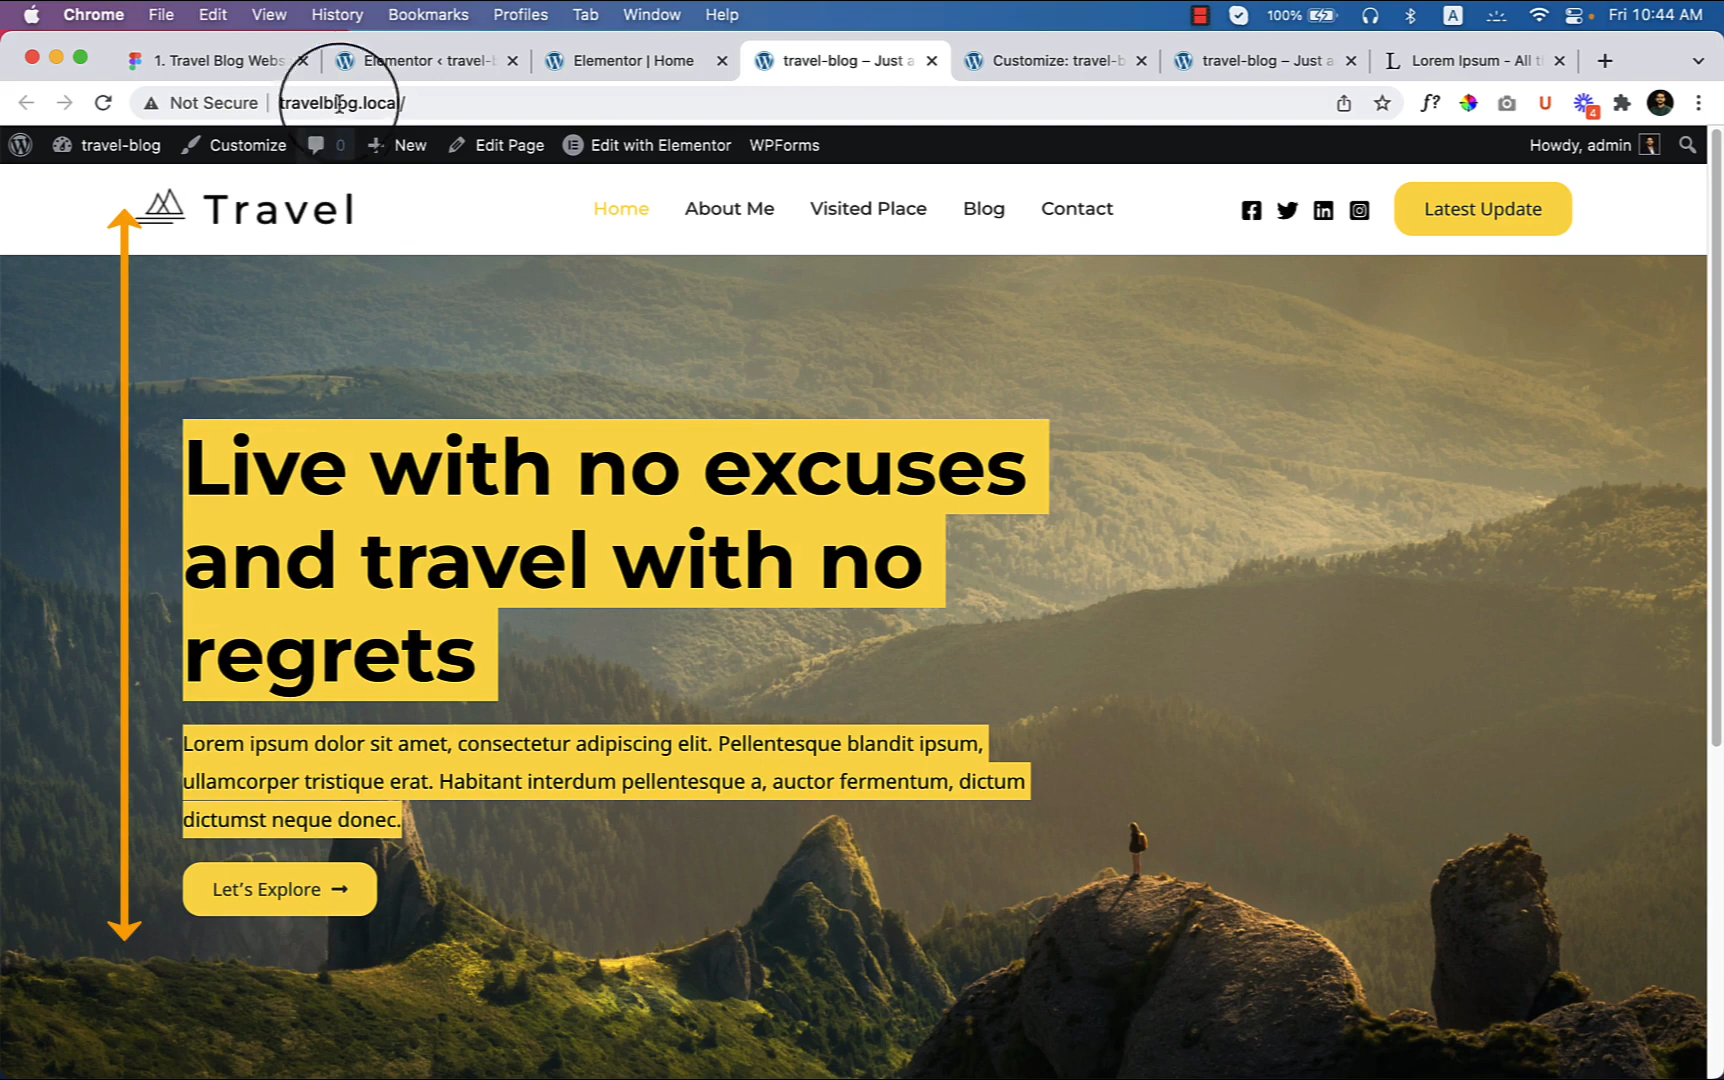 Chrome File Edit View History Bookmarks Profiles Tab Window Help 100% A Fri 10:44 AM
1. Travel Blog Webs Elementor ‹ travel-b Elementor | Home travel-blog – Just a Customize: travel-b travel-blog – Just a L Lorem Ipsum - All t
Not Secure | travelblog.local/ f? U 4
travel-blog Customize 0 New Edit Page Edit with Elementor WPForms Howdy, admin
Travel Home About Me Visited Place Blog Contact Latest Update
Live with no excuses
and travel with no
regrets
Lorem ipsum dolor sit amet, consectetur adipiscing elit. Pellentesque blandit ipsum,
ullamcorper tristique erat. Habitant interdum pellentesque a, auctor fermentum, dictum
dictumst neque donec.
Let's Explore